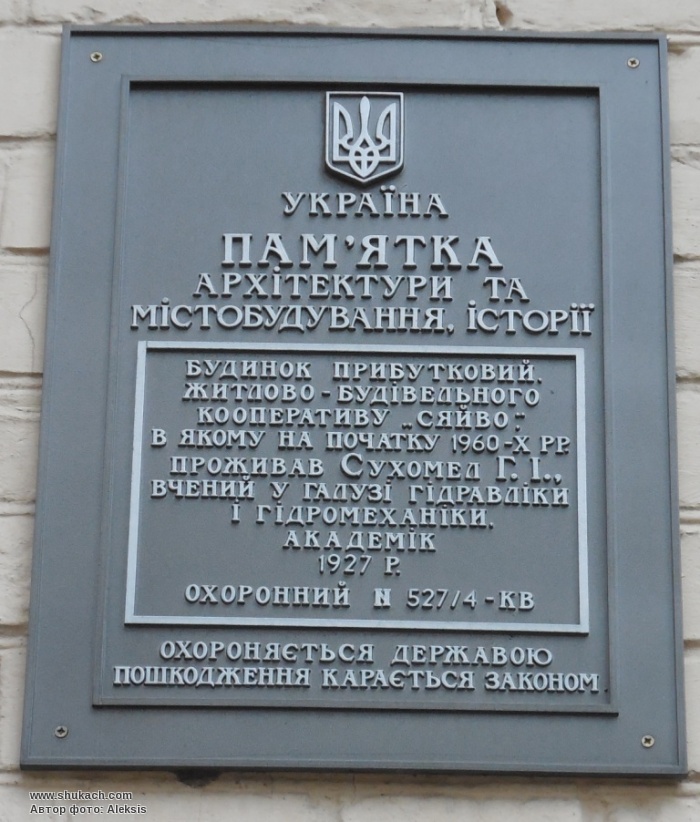 УКРАЇНА
ПАМ'ЯТКА
АРХІТЕКТУРИ ТА
МІСТОБУДУВАННЯ, ІСТОРІЇ
БУДИНОК ПРИБУТКОВИЙ,
ЖИТЛОВО-БУДІВЕЛЬНОГО
КООПЕРАТИВУ „СЯЙВО",
В ЯКОМУ НА ПОЧАТКУ 1960-Х РР.
ПРОЖИВАВ СУХОМЕЛ Г. І.,
ВЧЕНИЙ У ГАЛУЗІ ГІДРАВЛІКИ
І ГІДРОМЕХАНІКИ,
АКАДЕМІК
1927 Р.
ОХОРОННИЙ N 527/4-КВ
ОХОРОНЯЄТЬСЯ ДЕРЖАВОЮ
ПОШКОДЖЕННЯ КАРАЄТЬСЯ ЗАКОНОМ
www.shukach.com
Автор фото: Aleksis